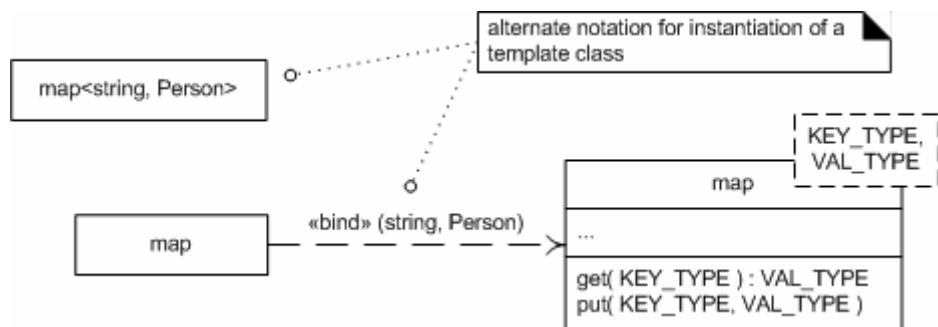 alternate notation for instantiation of a
template class
map<string, Person>
KEY_TYPE,
VAL_TYPE
map
«bind» (string, Person)
map
...
get( KEY_TYPE ) : VAL_TYPE
put( KEY_TYPE, VAL_TYPE )